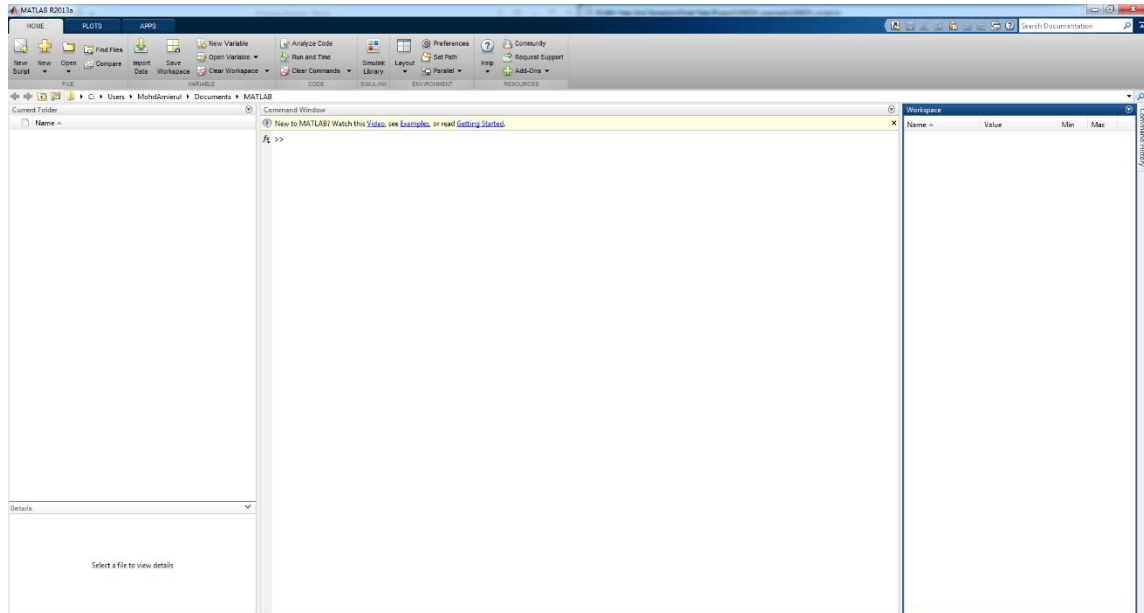 MATLAB R2013a
HOME PLOTS APPS
Search Documentation
New Script
New
Open
Find Files
Compare
Import Data
Save Workspace
New Variable
Open Variable
Clear Workspace
Analyze Code
Run and Time
Clear Commands
Simulink Library
Layout
Preferences
Set Path
Parallel
Help
Community
Request Support
Add-Ons
FILE VARIABLE CODE SIMULINK ENVIRONMENT RESOURCES
C: Users MohdAmierul Documents MATLAB
Current Folder
Name
Command Window
New to MATLAB? Watch this Video, see Examples, or read Getting Started.
fx >>
Workspace
Name Value Min Max
Command History
Details
Select a file to view details